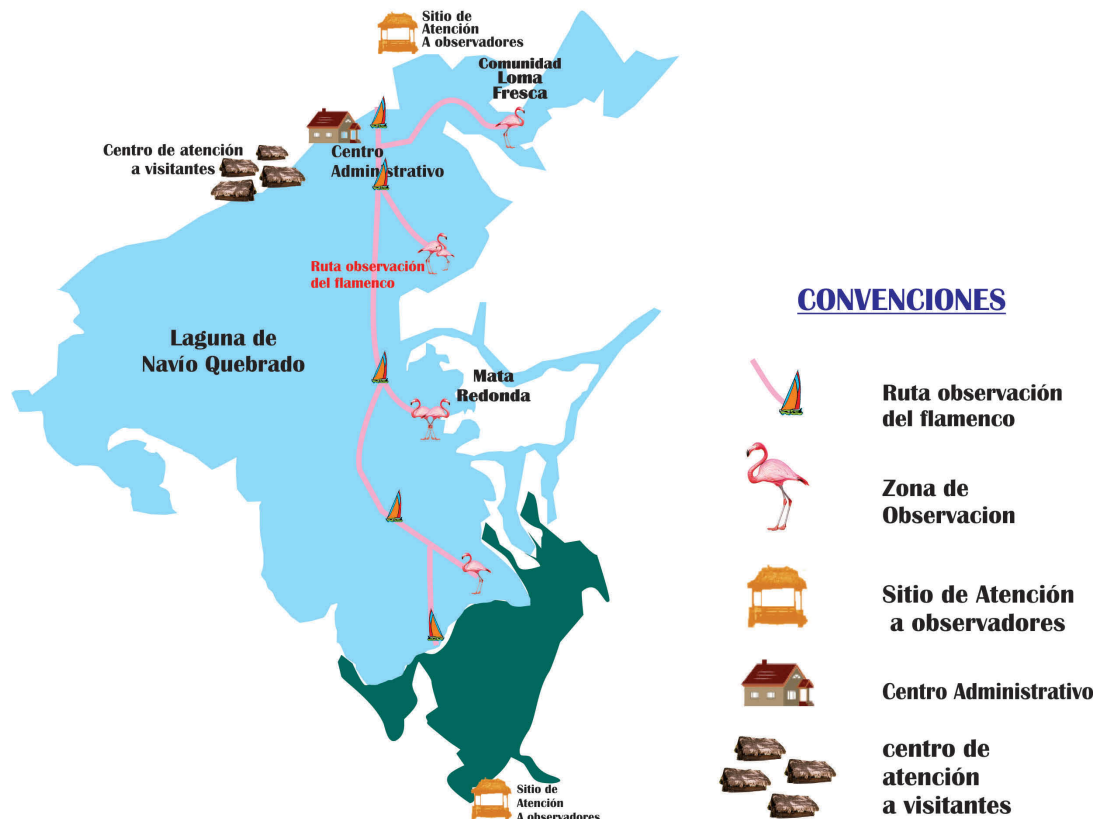 Sitio de
Atención
A observadores
Comunidad
Loma
Fresca
Centro de atención
a visitantes
Centro
Administrativo
Ruta observación
del flamenco
Laguna de
Navío Quebrado
Mata
Redonda
Sitio de
Atención
A observadores
CONVENCIONES
Ruta observación
del flamenco
Zona de
Observacion
Sitio de Atención
a observadores
Centro Administrativo
centro de
atención
a visitantes